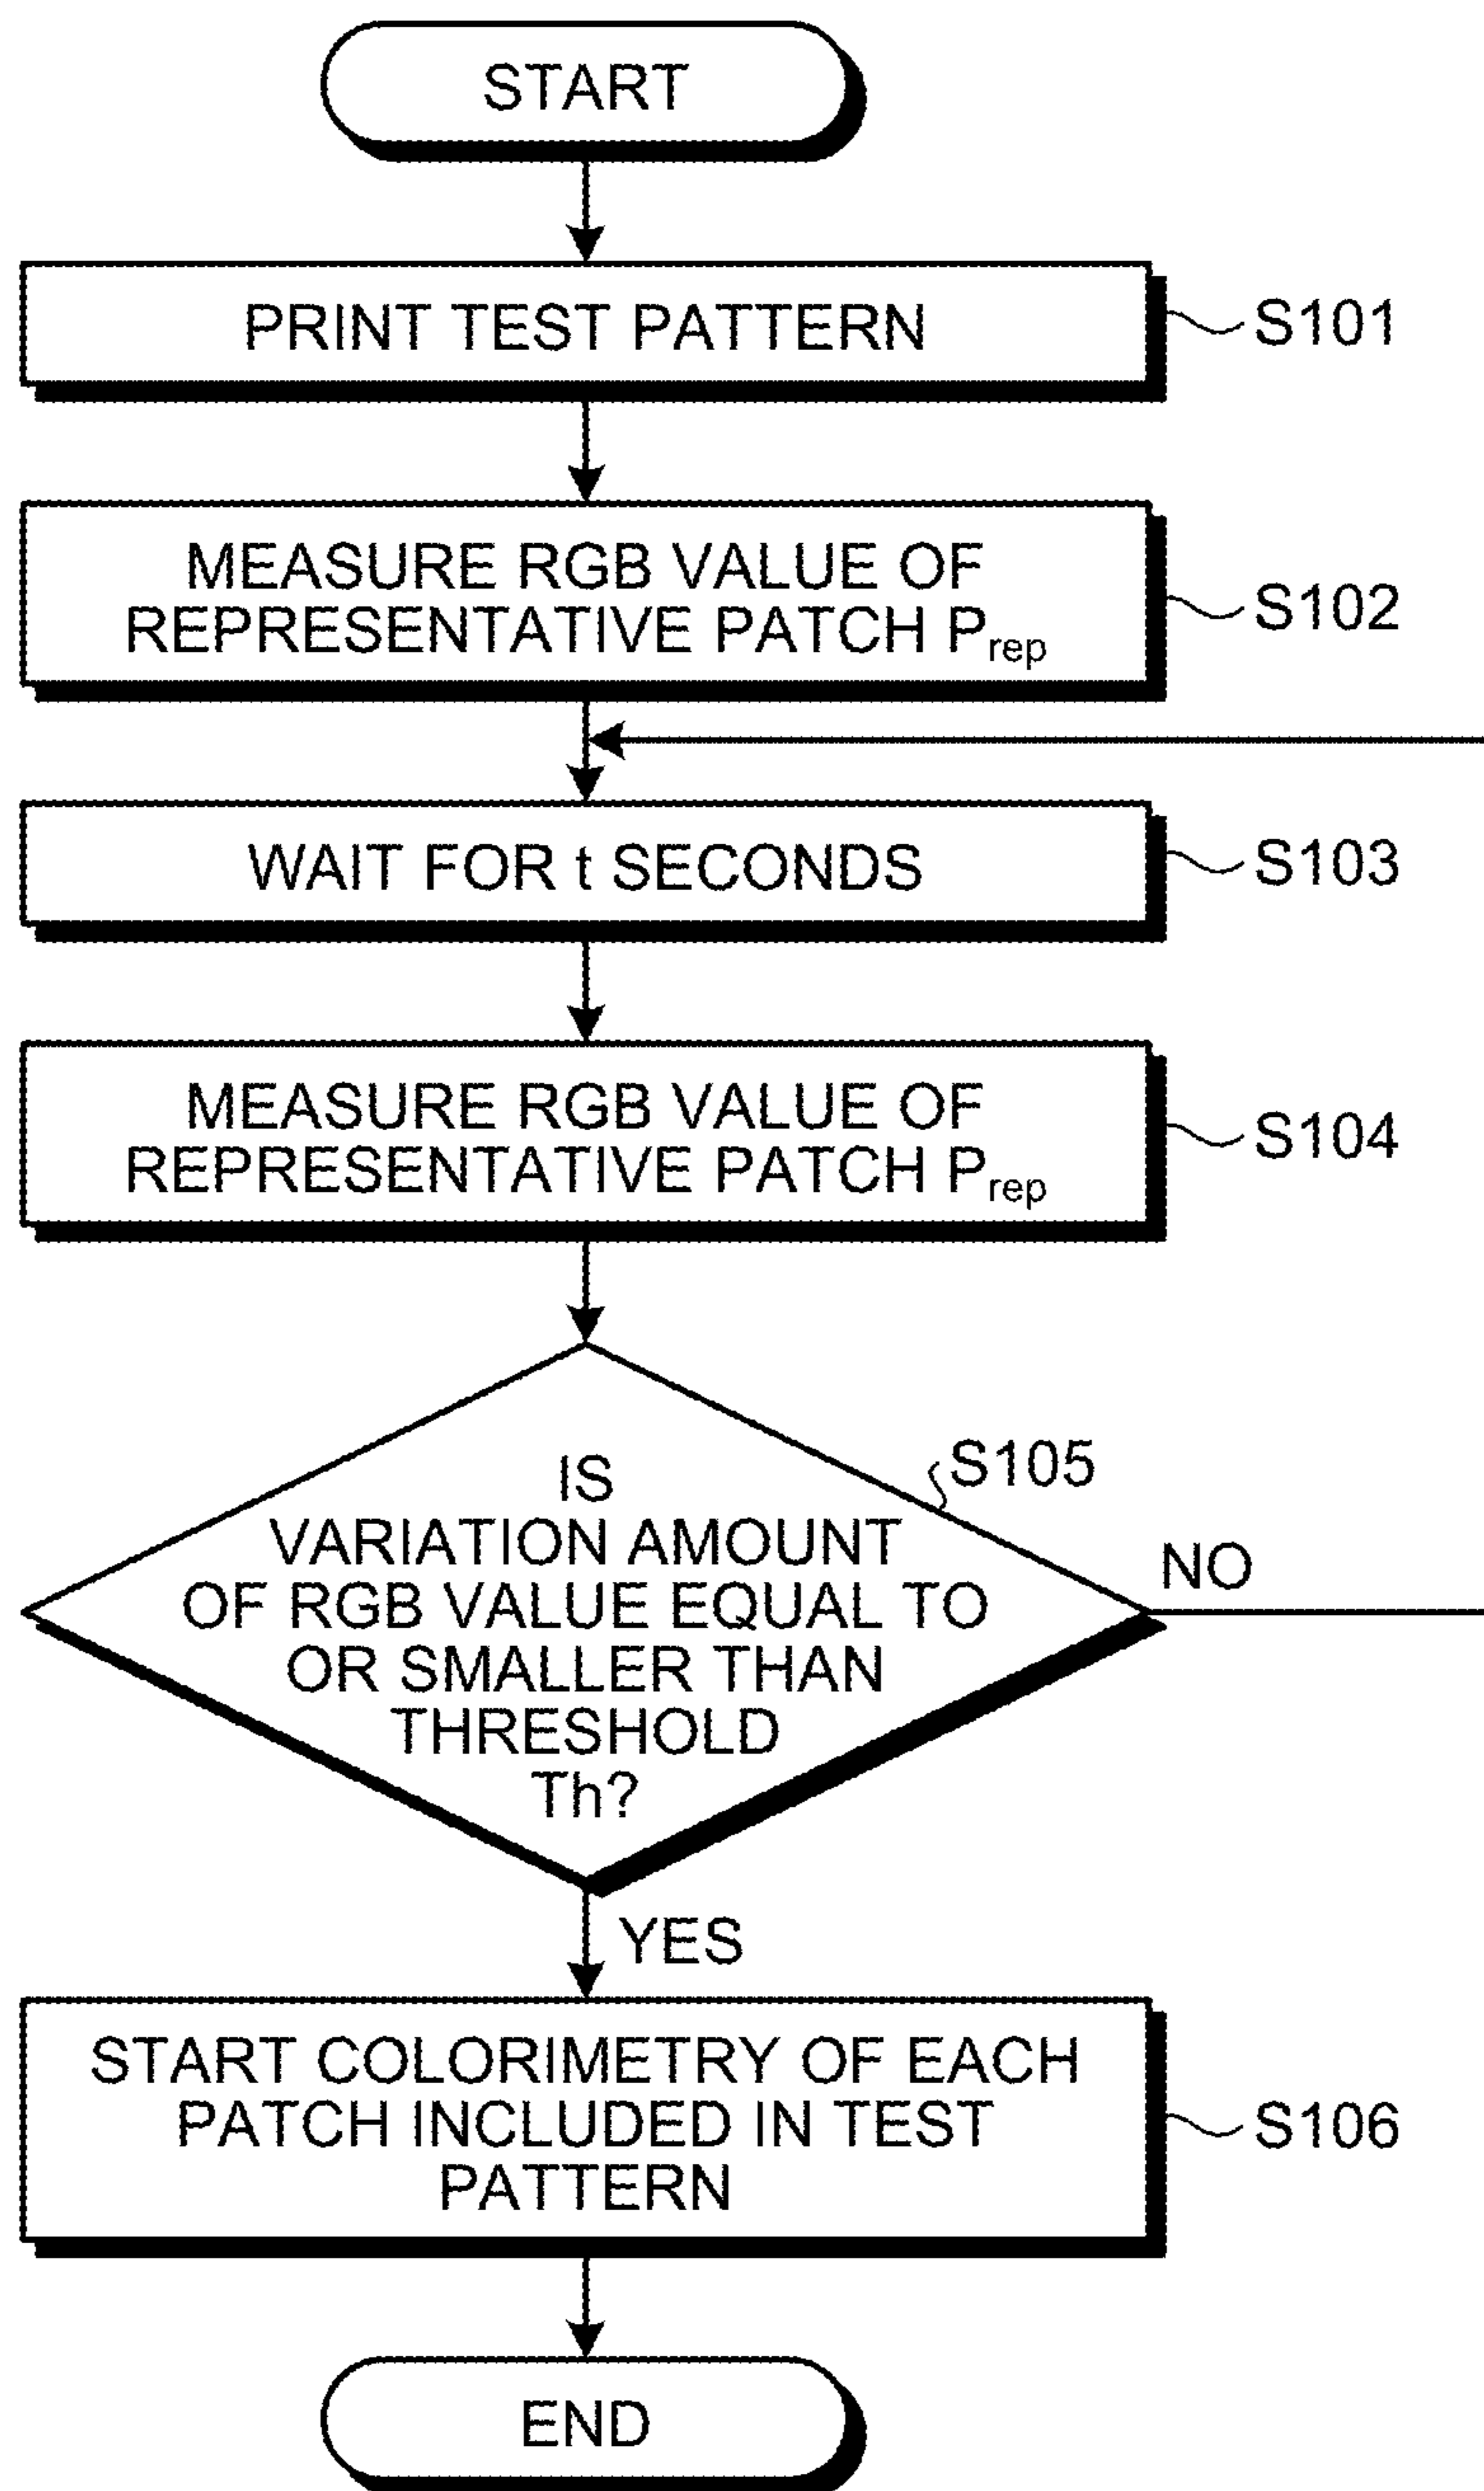 START
PRINT TEST PATTERN
S101
MEASURE RGB VALUE OF
REPRESENTATIVE PATCH Prep
S102
WAIT FOR t SECONDS
S103
MEASURE RGB VALUE OF
REPRESENTATIVE PATCH Prep
S104
S105
IS
VARIATION AMOUNT
OF RGB VALUE EQUAL TO
OR SMALLER THAN
THRESHOLD
Th?
NO
YES
START COLORIMETRY OF EACH
PATCH INCLUDED IN TEST
PATTERN
S106
END